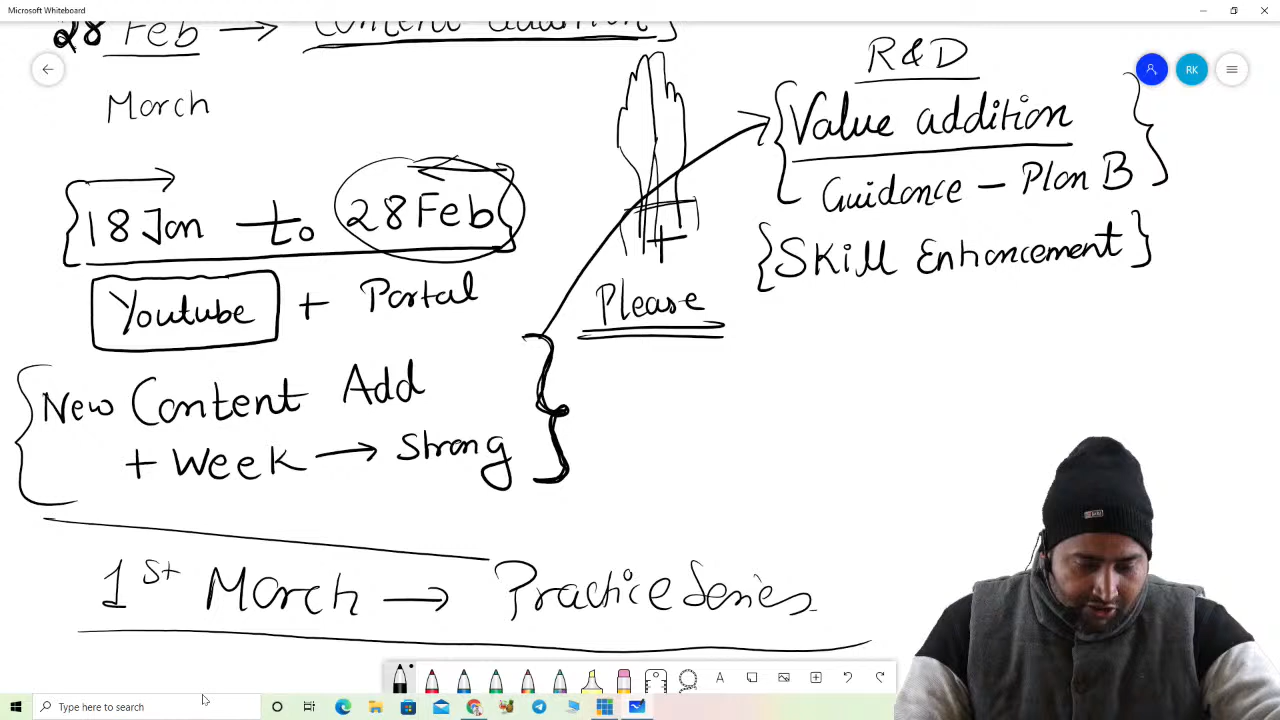 Microsoft Whiteboard
28 Feb → Content addition}
March
18 Jan to 28 Feb
Youtube + Portal
New Content Add
+ Week → Strong
Please
R&D
Value addition
Guidance - Plan B
{Skill Enhancement}
1st March → Practice Series
RK
A
Type here to search